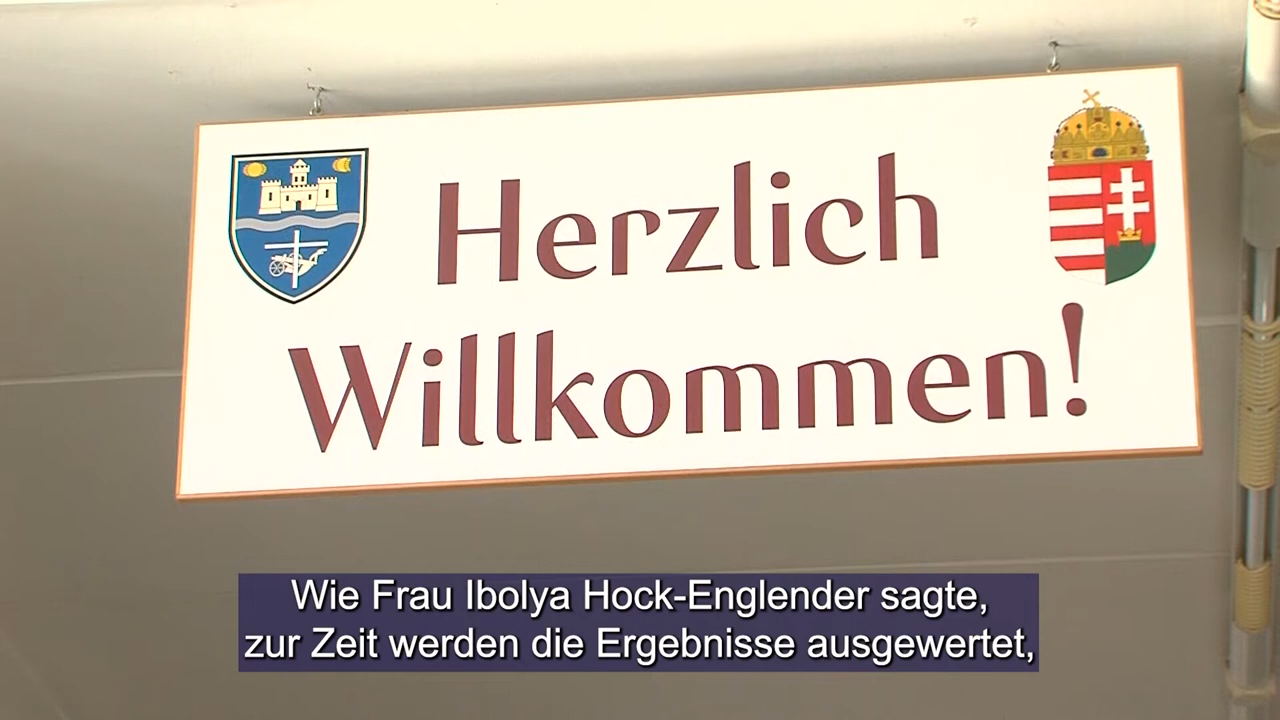 Herzlich
Willkommen!
Wie Frau Ibolya Hock-Englender sagte,
zur Zeit werden die Ergebnisse ausgewertet,